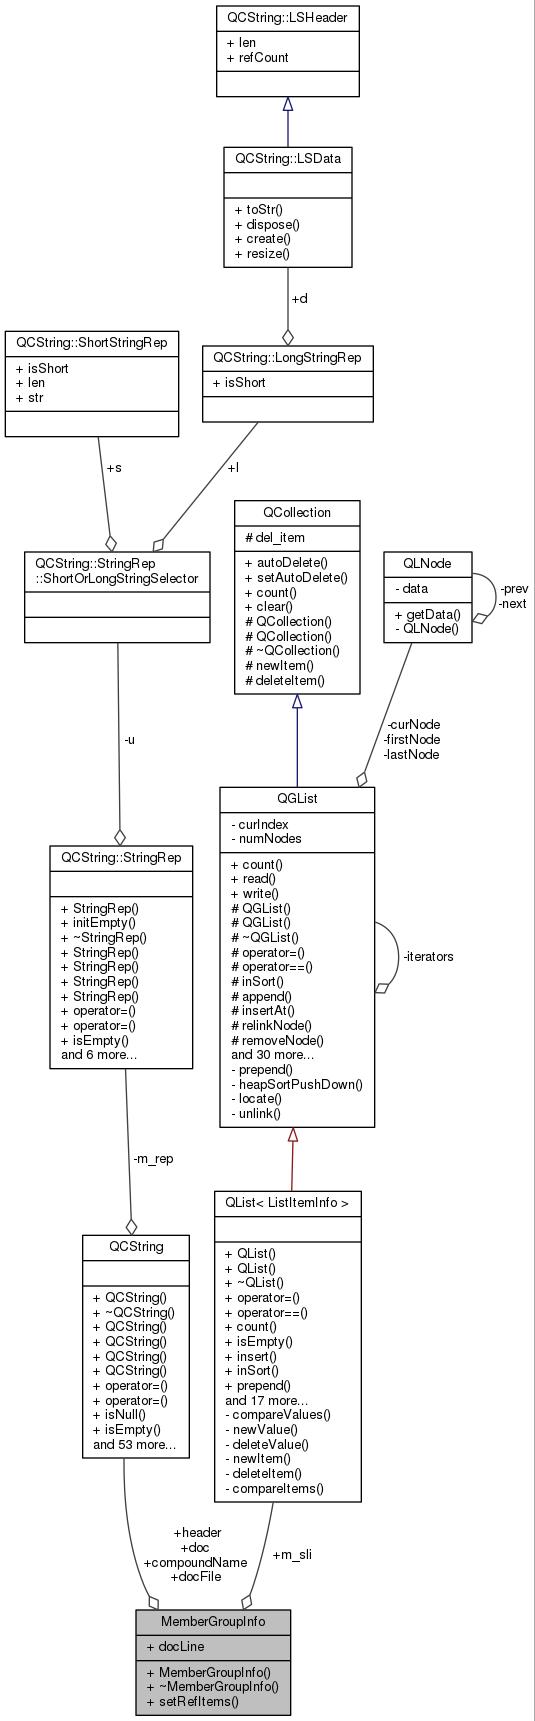 QCString::LSHeader
+ len
+ refCount
QCString::LSData
+ toStr()
+ dispose()
+ create()
+ resize()
+d
QCString::ShortStringRep
+ isShort
+ len
+ str
QCString::LongStringRep
+ isShort
+s
+l
QCollection
# del_item
+ autoDelete()
+ setAutoDelete()
+ count()
+ clear()
# QCollection()
# QCollection()
# ~QCollection()
# newItem()
# deleteItem()
QLNode
- data
+ getData()
- QLNode()
-prev
-next
QCString::StringRep
::ShortOrLongStringSelector
-u
-curNode
-firstNode
-lastNode
QGList
- curIndex
- numNodes
+ count()
+ read()
+ write()
# QGList()
# QGList()
# ~QGList()
# operator=()
# operator==()
# inSort()
# append()
# insertAt()
# relinkNode()
# removeNode()
and 30 more...
- prepend()
- heapSortPushDown()
- locate()
- unlink()
-iterators
QCString::StringRep
+ StringRep()
+ initEmpty()
+ ~StringRep()
+ StringRep()
+ StringRep()
+ StringRep()
+ StringRep()
+ operator=()
+ operator=()
+ isEmpty()
and 6 more...
-m_rep
QCString
+ QCString()
+ ~QCString()
+ QCString()
+ QCString()
+ QCString()
+ QCString()
+ operator=()
+ operator=()
+ isNull()
+ isEmpty()
and 53 more...
QList< ListItemInfo >
+ QList()
+ QList()
+ ~QList()
+ operator=()
+ operator==()
+ count()
+ isEmpty()
+ insert()
+ inSort()
+ prepend()
and 17 more...
- compareValues()
- newValue()
- deleteValue()
- newItem()
- deleteItem()
- compareItems()
+header
+doc
+compoundName
+docFile
+m_sli
MemberGroupInfo
+ docLine
+ MemberGroupInfo()
+ ~MemberGroupInfo()
+ setRefItems()